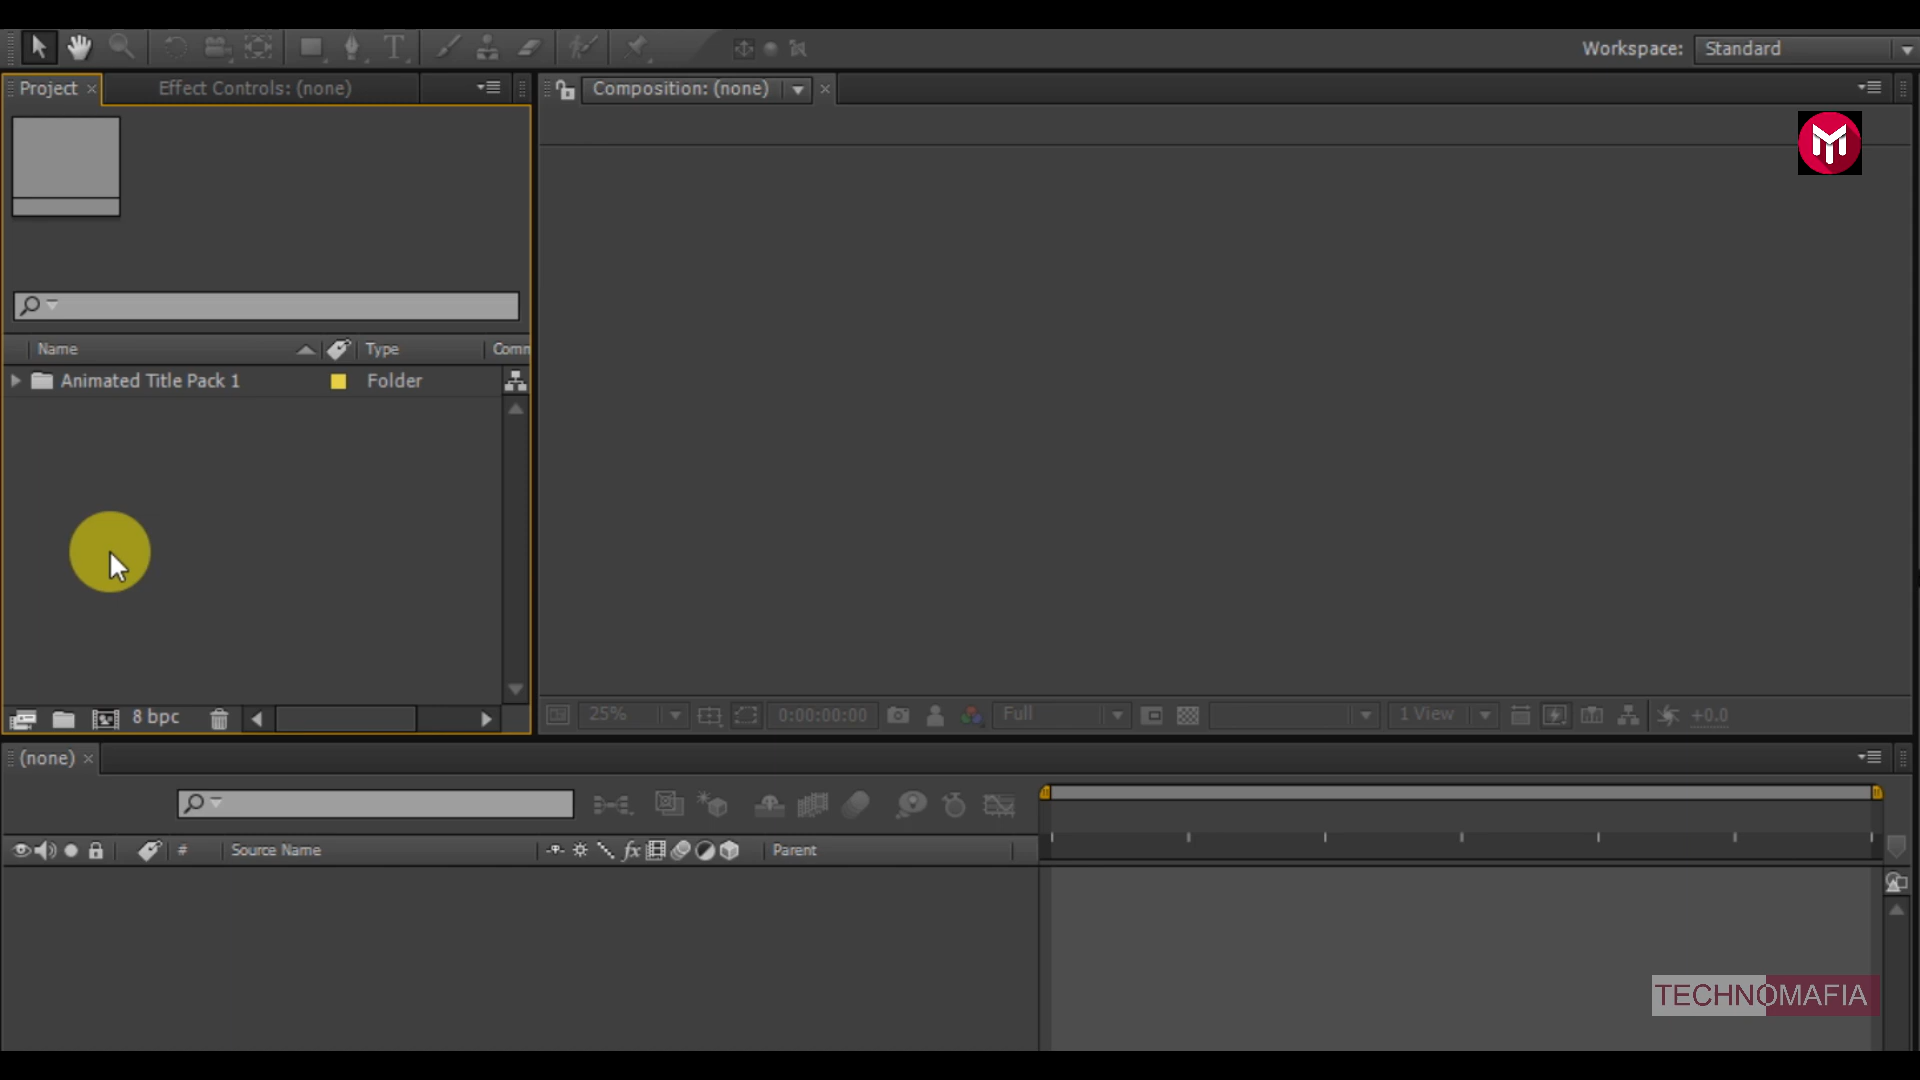 Workspace: Standard
Project Effect Controls: (none) Composition: (none)
Name Type Comm
Animated Title Pack 1 Folder
8 bpc 25% 0:00:00:00 Full 1 View +0.0
(none)
# Source Name fx Parent
TECHNOMAFIA